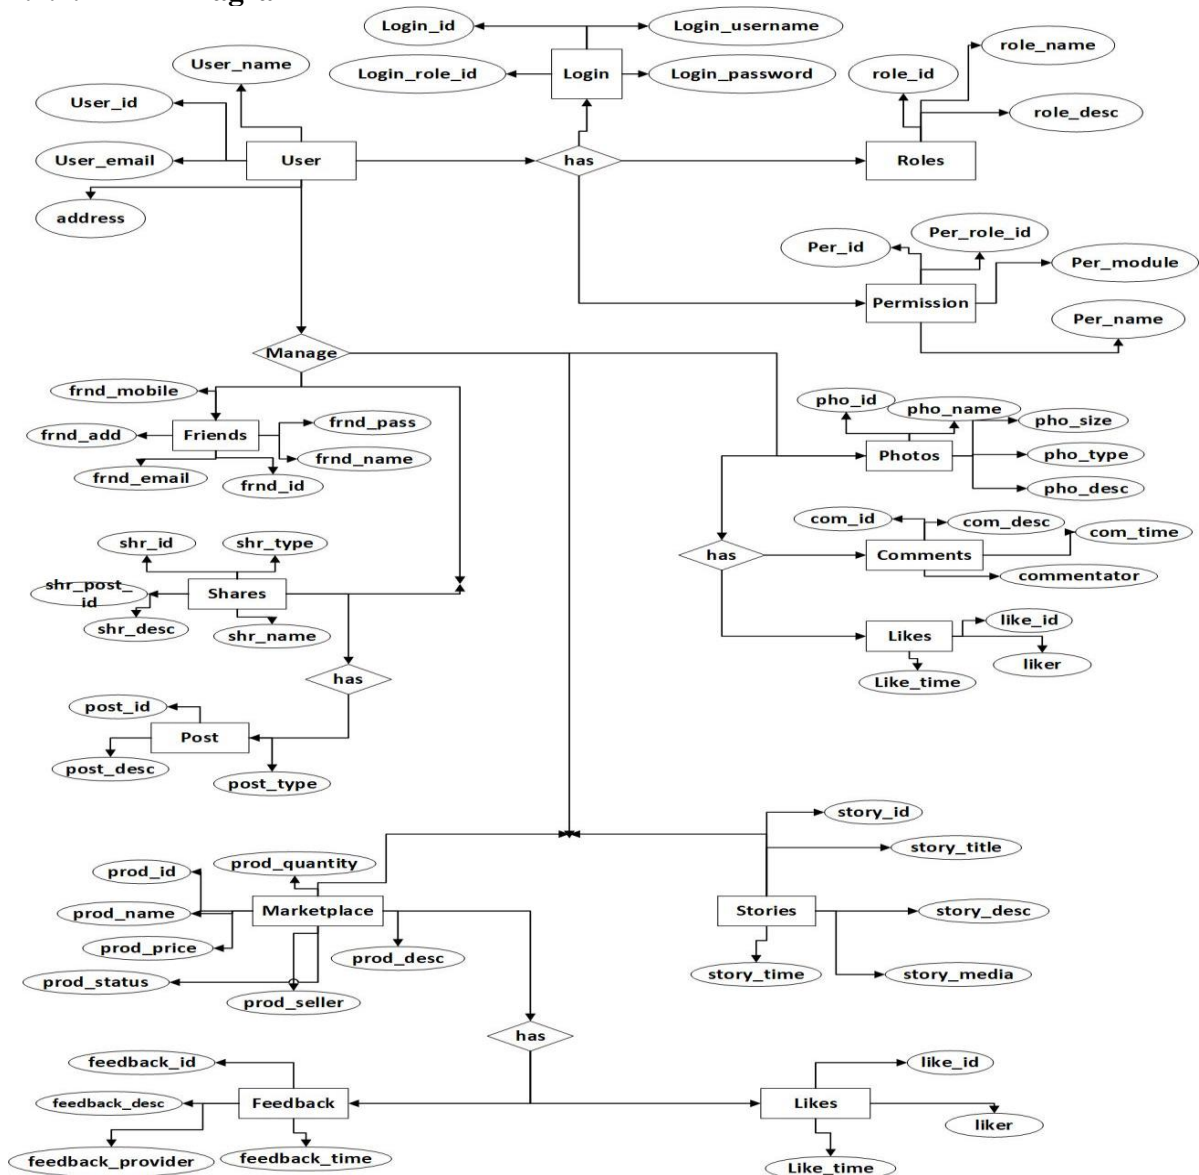 Login_id
Login_username
User_name
Login
role_name
Login_role_id
Login_password
role_id
User_id
role_desc
User_email
User
has
Roles
address
Per_role_id
Per_id
Per_module
Permission
Per_name
Manage
frnd_mobile
pho_id
pho_name
frnd_pass
pho_size
frnd_add
Friends
Photos
pho_type
frnd_name
frnd_email
frnd_id
pho_desc
com_id
com_desc
com_time
shr_id
shr_type
has
Comments
commentator
shr_post_
id
Shares
shr_desc
shr_name
like_id
Likes
liker
has
Like_time
post_id
Post
post_desc
post_type
story_id
story_title
prod_quantity
prod_id
prod_name
Marketplace
Stories
story_desc
prod_price
prod_desc
story_time
story_media
prod_status
prod_seller
has
feedback_id
like_id
feedback_desc
Feedback
Likes
liker
feedback_provider
feedback_time
Like_time